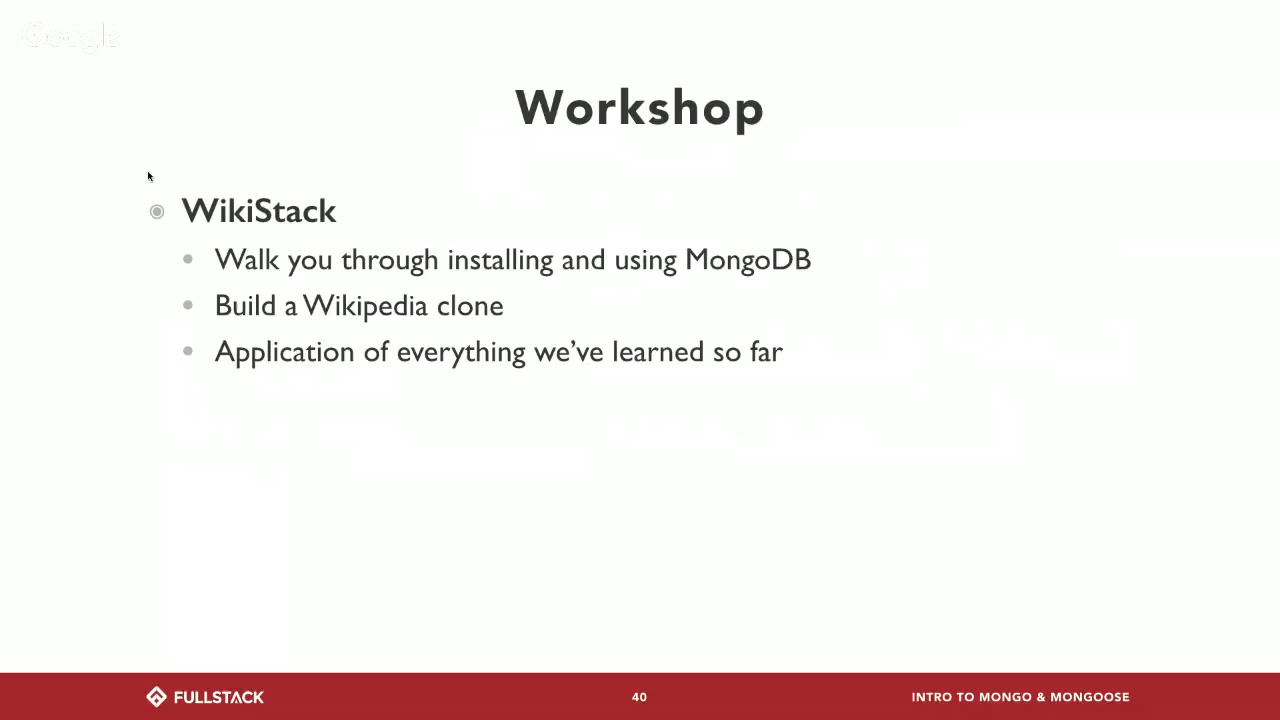 Google
Workshop
WikiStack
Walk you through installing and using MongoDB
Build a Wikipedia clone
Application of everything we’ve learned so far
FULLSTACK
40
INTRO TO MONGO & MONGOOSE